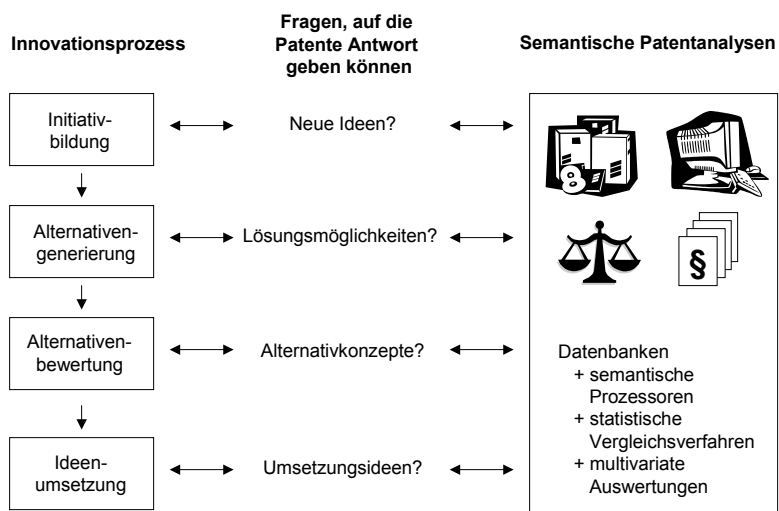 Innovationsprozess
Fragen, auf die
Patente Antwort
geben können
Semantische Patentanalysen
Initiativ-
bildung
Neue Ideen?
Alternativen-
generierung
Lösungsmöglichkeiten?
Alternativen-
bewertung
Alternativkonzepte?
Ideen-
umsetzung
Umsetzungsideen?
8
§
Datenbanken
+ semantische
Prozessoren
+ statistische
Vergleichsverfahren
+ multivariate
Auswertungen